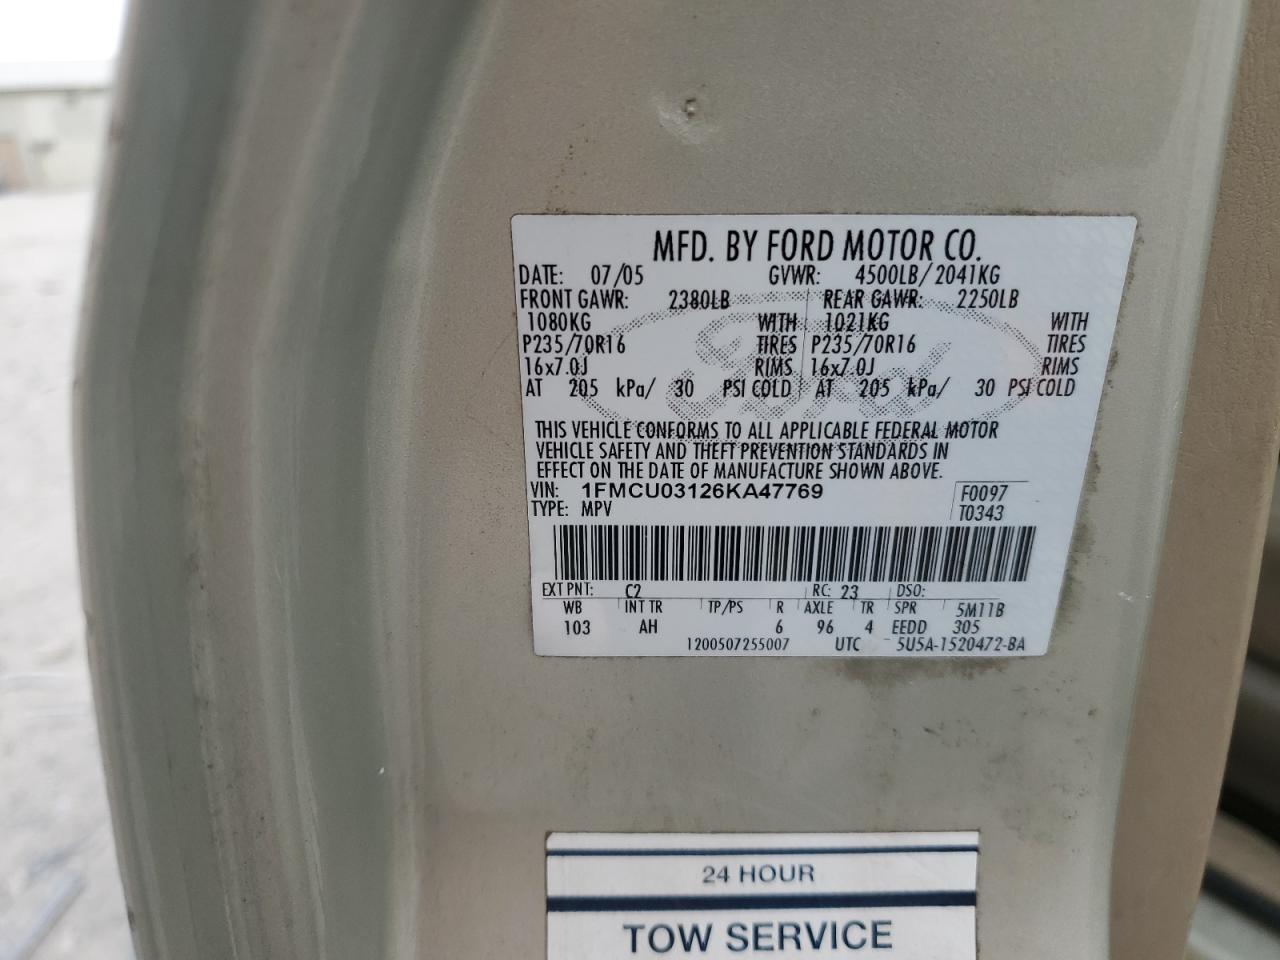 MFD. BY FORD MOTOR CO.
DATE: 07/05 GVWR: 4500LB/2041KG
FRONT GAWR: 2380LB REAR GAWR: 2250LB
1080KG WITH 1021KG WITH
P235/70R16 TIRES P235/70R16 TIRES
16x7.0J RIMS 16x7.0J RIMS
AT 205 kPa/ 30 PSI COLD AT 205 kPa/ 30 PSI COLD
Ford
THIS VEHICLE CONFORMS TO ALL APPLICABLE FEDERAL MOTOR
VEHICLE SAFETY AND THEFT PREVENTION STANDARDS IN
EFFECT ON THE DATE OF MANUFACTURE SHOWN ABOVE.
VIN: 1FMCU03126KA47769 F0097
TYPE: MPV T0343
EXT PNT: C2 RC: 23 DSO:
WB INT TR TP/PS R AXLE TR SPR 5M11B
103 AH 6 96 4 EEDD 305
1200507255007 UTC 5U5A-1520472-BA
24 HOUR
TOW SERVICE